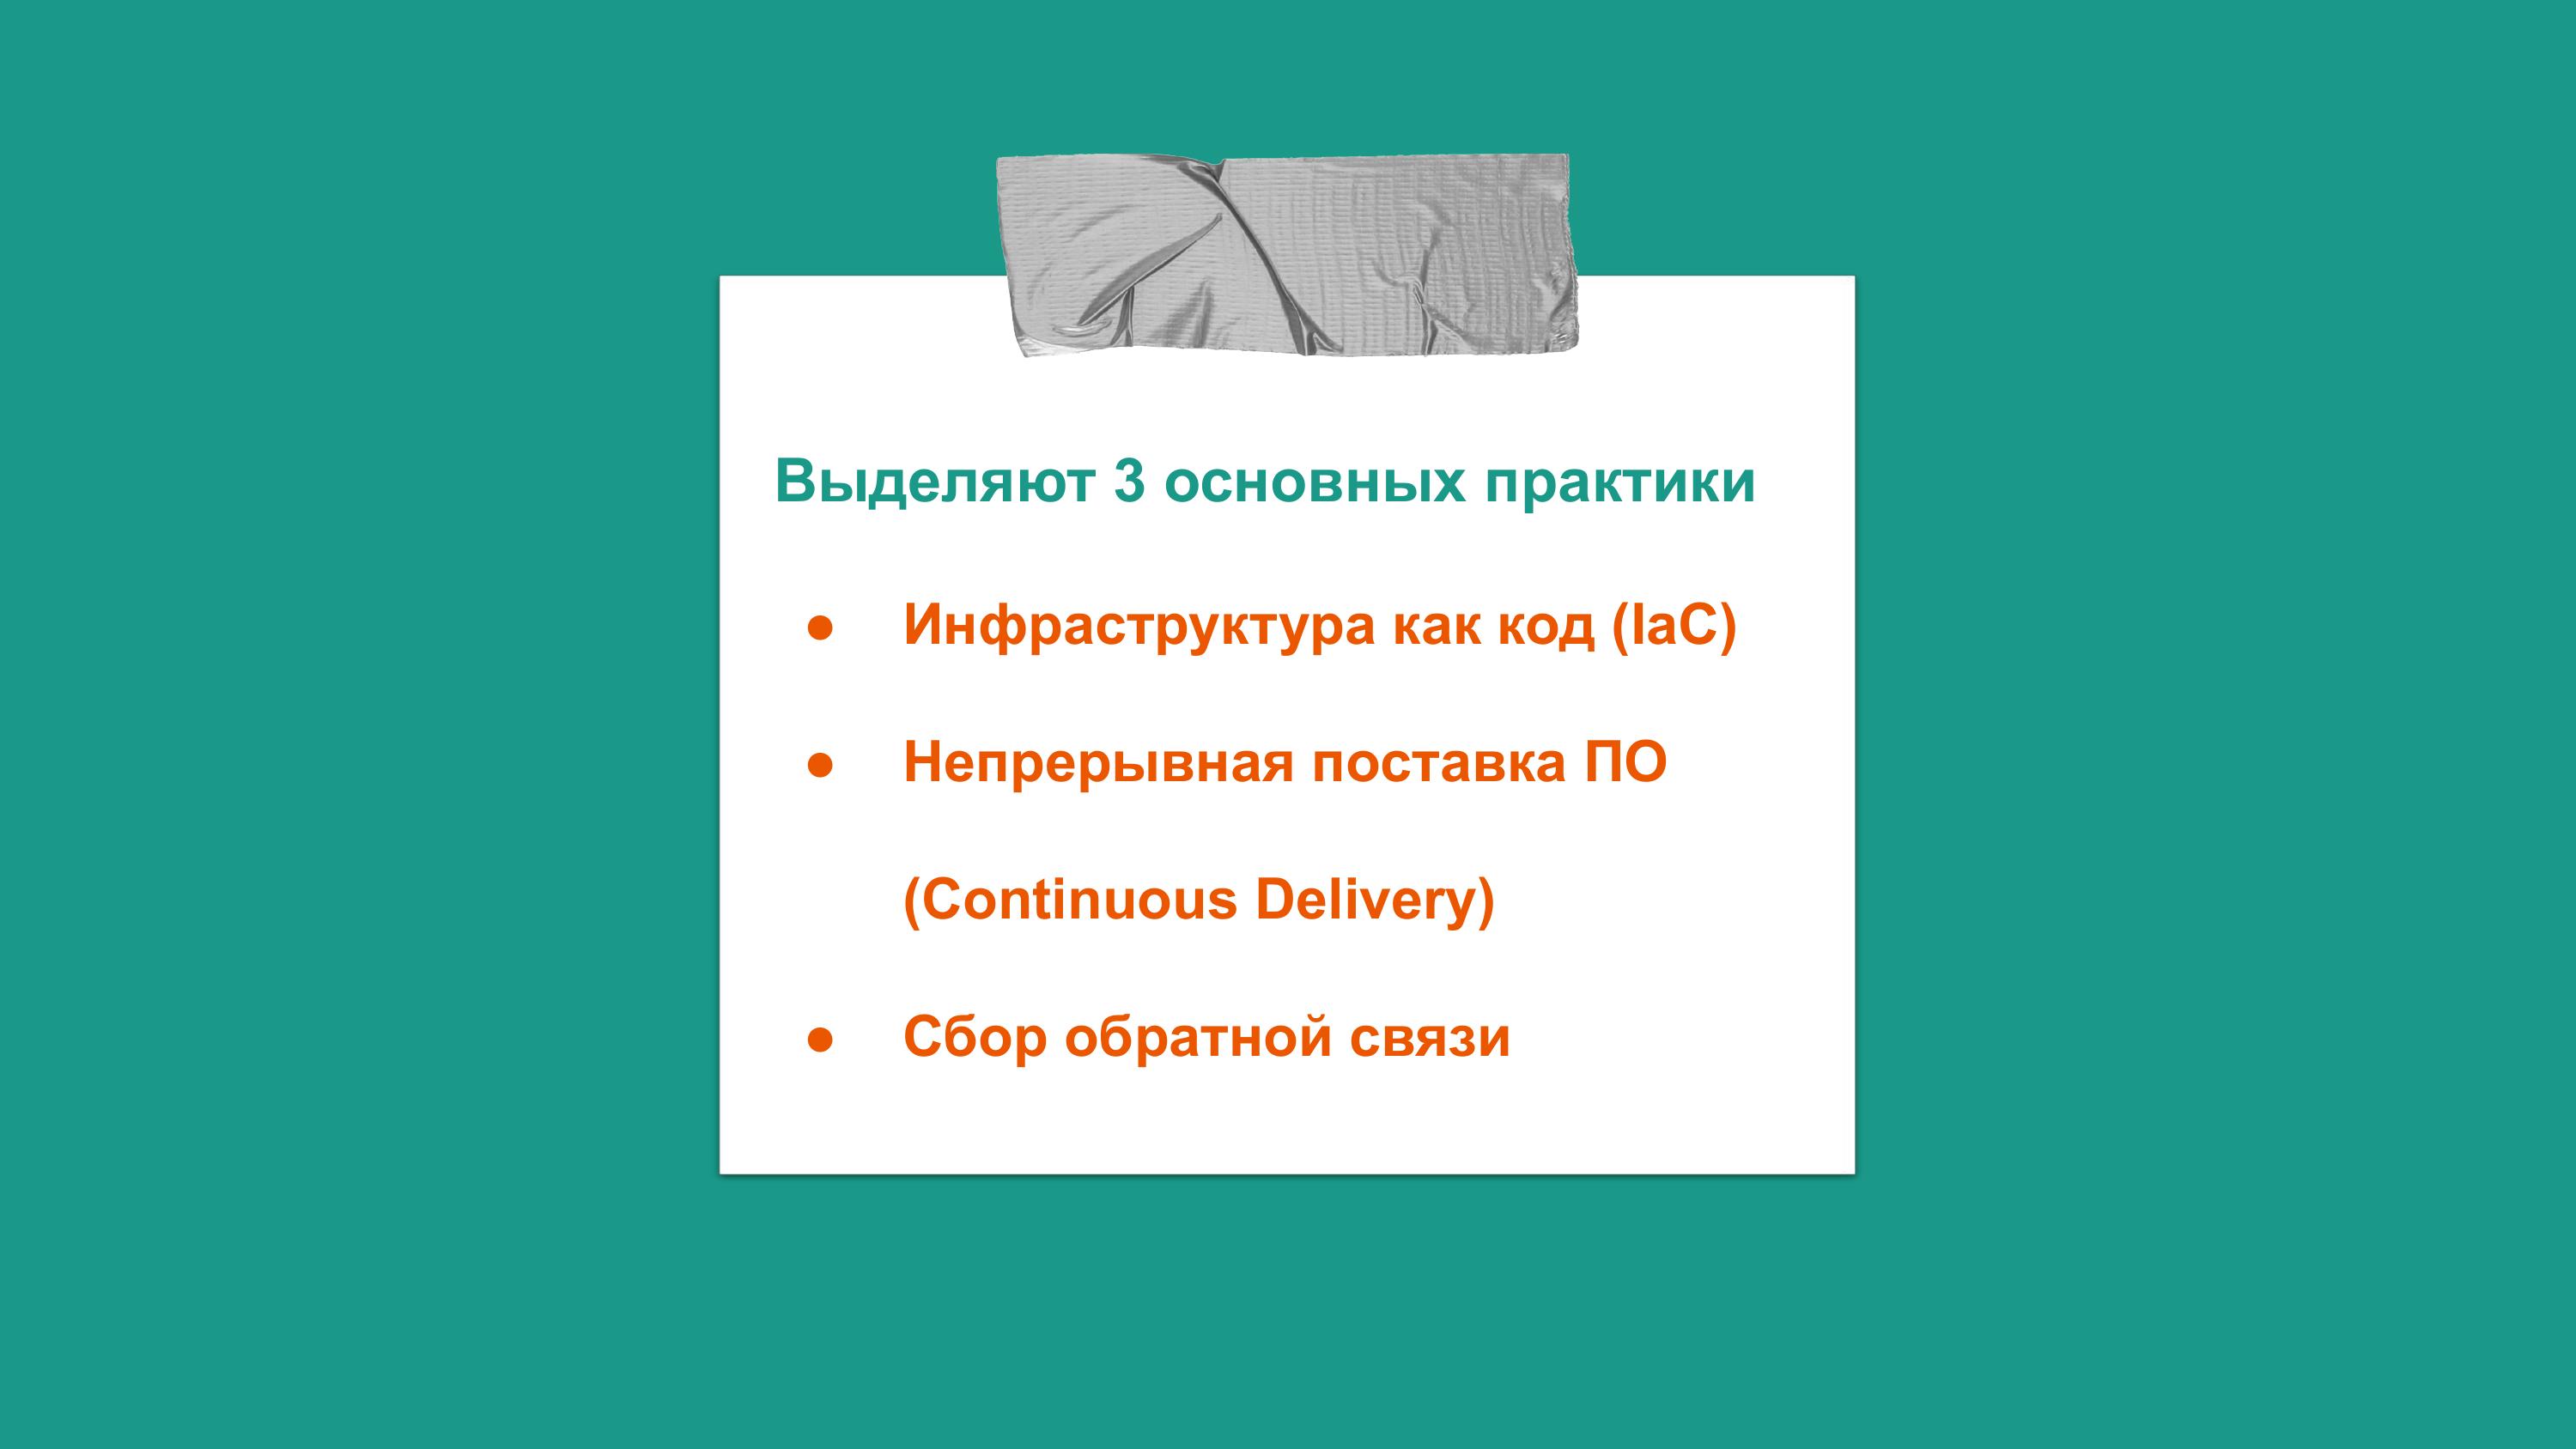 Выделяют 3 основных практики
● Инфраструктура как код (IaC)
● Непрерывная поставка ПО
(Continuous Delivery)
● Сбор обратной связи